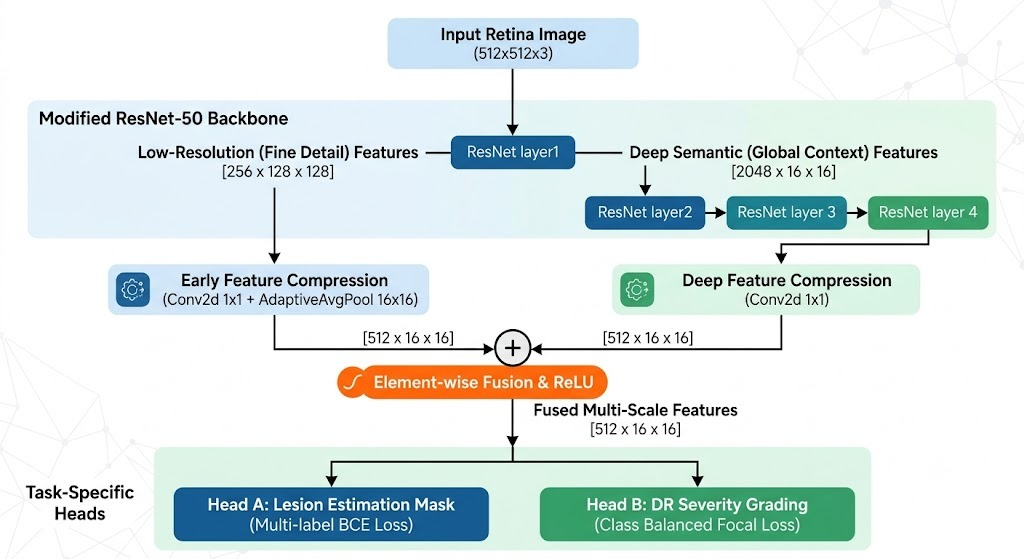 Input Retina Image
(512x512x3)
Modified ResNet-50 Backbone
Low-Resolution (Fine Detail) Features
[256 x 128 x 128]
ResNet layer1
Deep Semantic (Global Context) Features
[2048 x 16 x 16]
ResNet layer2
ResNet layer 3
ResNet layer 4
Early Feature Compression
(Conv2d 1x1 + AdaptiveAvgPool 16x16)
Deep Feature Compression
(Conv2d 1x1)
[512 x 16 x 16]
+
[512 x 16 x 16]
Element-wise Fusion & ReLU
Fused Multi-Scale Features
[512 x 16 x 16]
Task-Specific
Heads
Head A: Lesion Estimation Mask
(Multi-label BCE Loss)
Head B: DR Severity Grading
(Class Balanced Focal Loss)